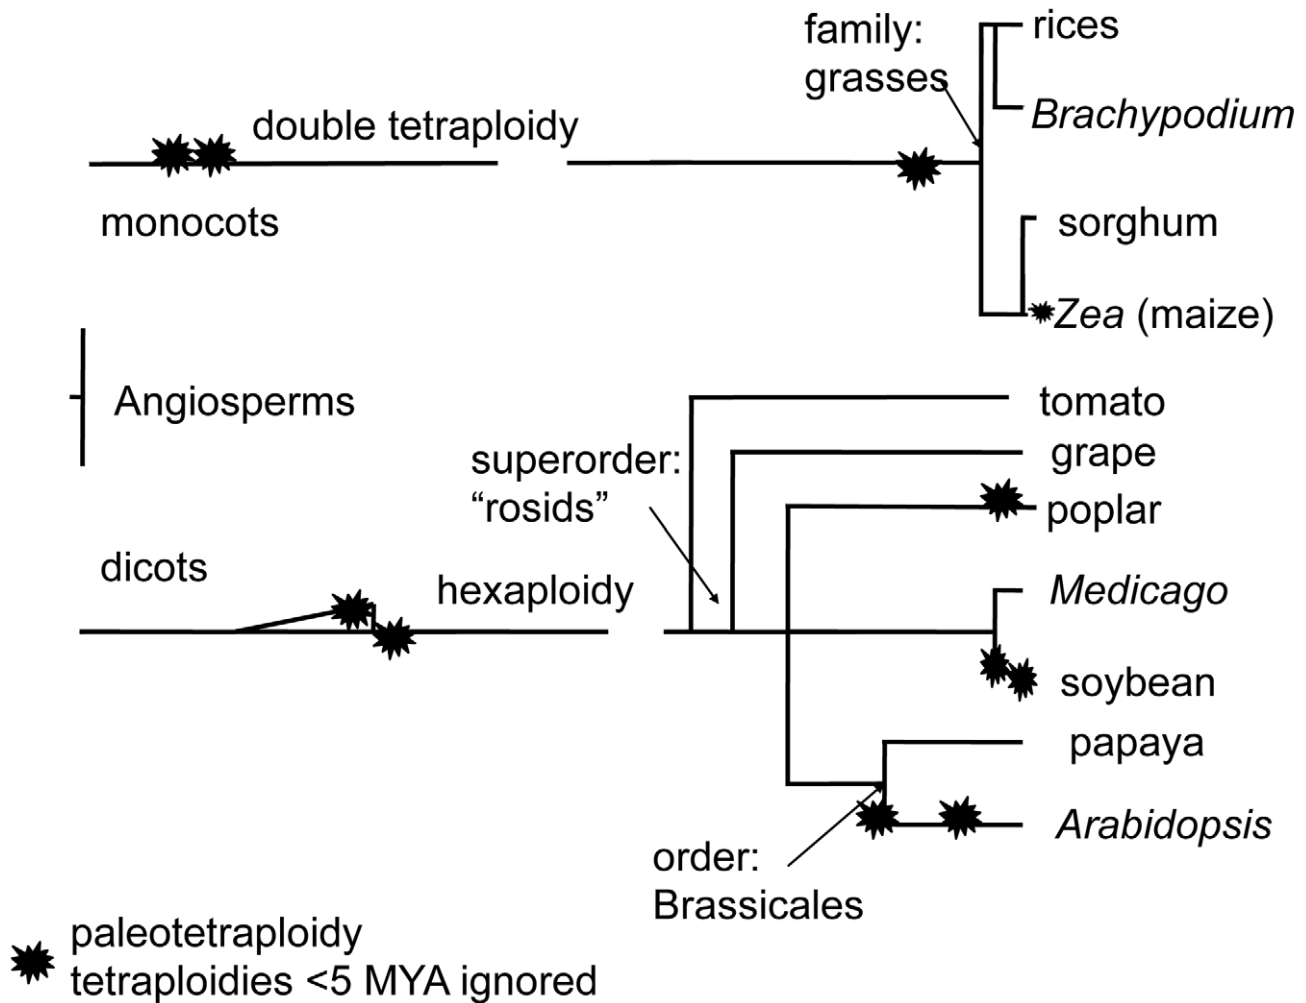 family:
grasses
rices
Brachypodium
double tetraploidy
monocots
sorghum
Zea (maize)
Angiosperms
tomato
grape
superorder:
“rosids”
poplar
dicots
hexaploidy
Medicago
soybean
papaya
Arabidopsis
order:
Brassicales
paleotetraploidy
tetraploidies <5 MYA ignored